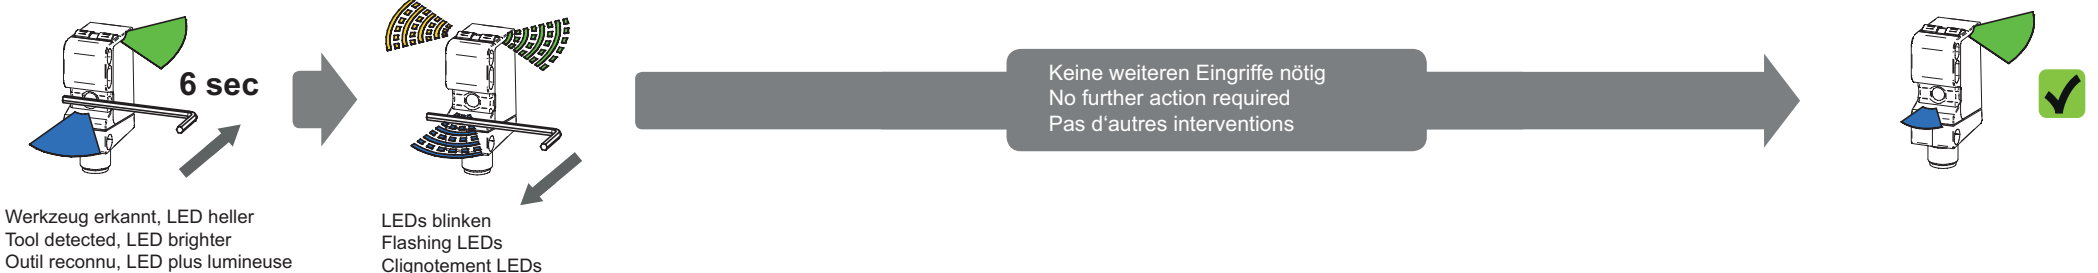 6 sec
Werkzeug erkannt, LED heller
Tool detected, LED brighter
Outil reconnu, LED plus lumineuse
LEDs blinken
Flashing LEDs
Clignotement LEDs
Keine weiteren Eingriffe nötig
No further action required
Pas d‘autres interventions